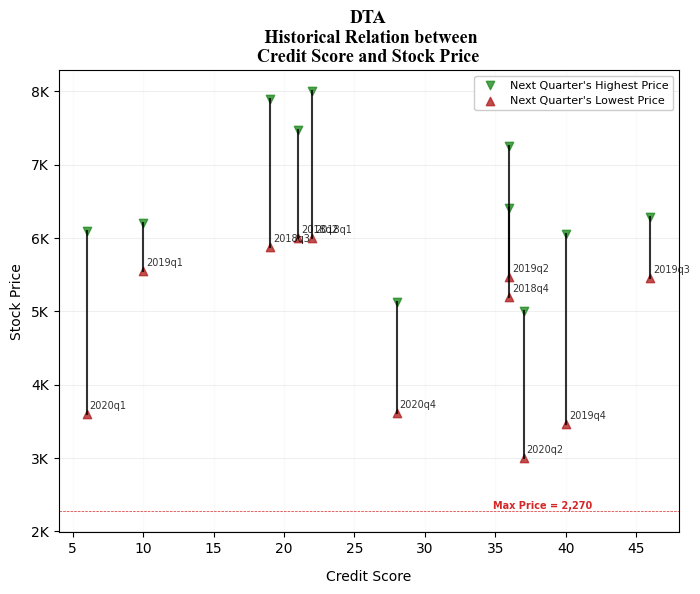 DTA
Historical Relation between
Credit Score and Stock Price
Next Quarter's Highest Price
Next Quarter's Lowest Price
8K
7K
6K
5K
4K
3K
2K
Stock Price
2018q1
2018q2
2018q3
2019q1
2019q2
2019q3
2018q4
2020q1
2020q4
2019q4
2020q2
Max Price = 2,270
5
10
15
20
25
30
35
40
45
Credit Score